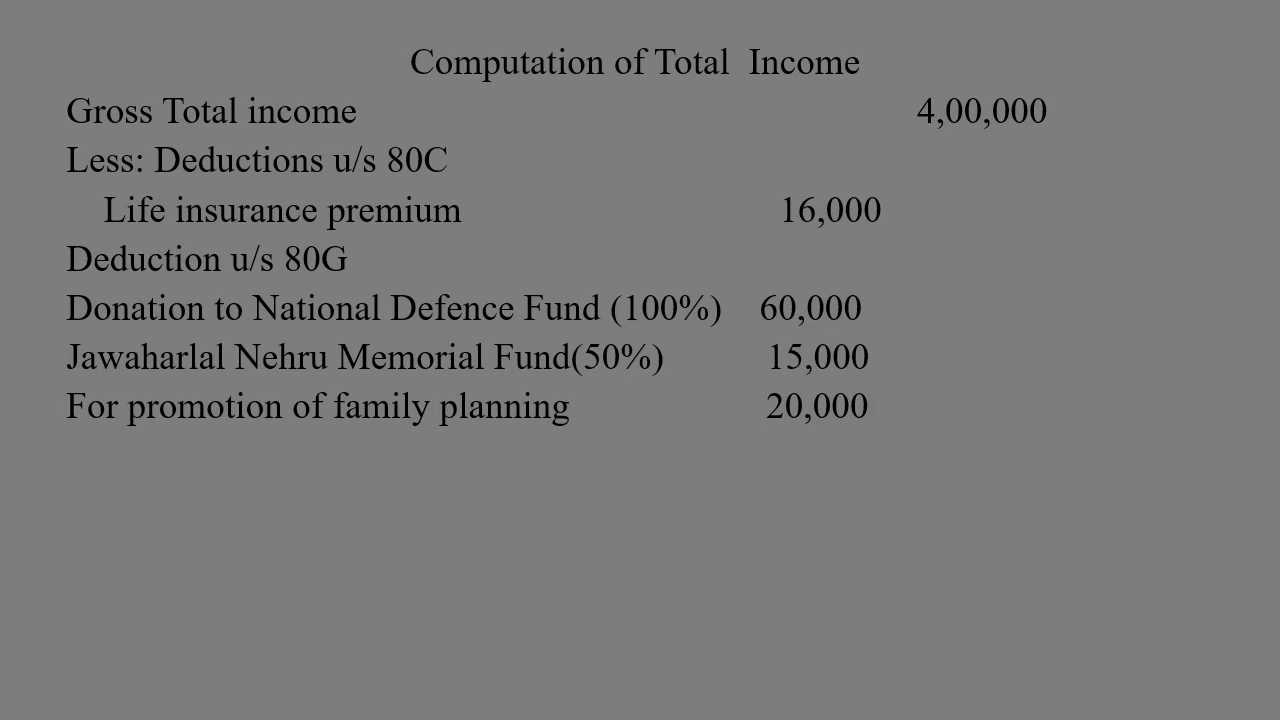 Computation of Total Income
Gross Total income 4,00,000
Less: Deductions u/s 80C
Life insurance premium 16,000
Deduction u/s 80G
Donation to National Defence Fund (100%) 60,000
Jawaharlal Nehru Memorial Fund(50%) 15,000
For promotion of family planning 20,000